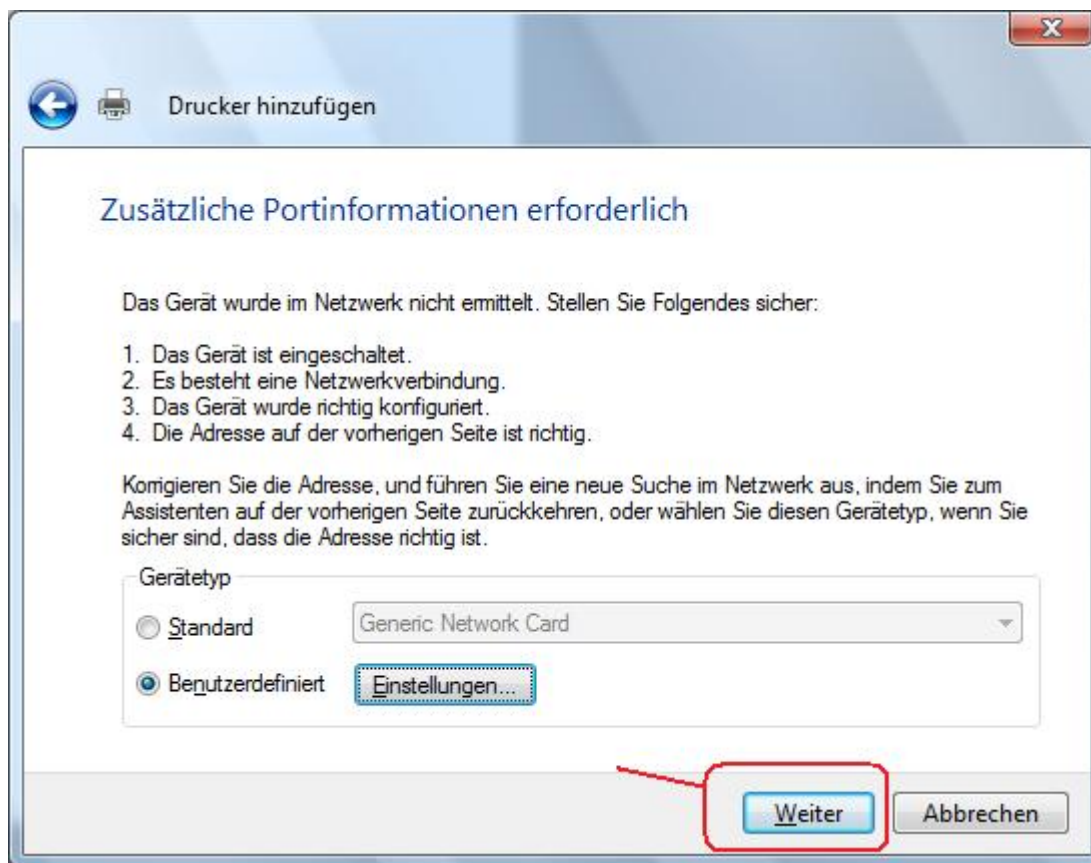 Drucker hinzufügen
Zusätzliche Portinformationen erforderlich
Das Gerät wurde im Netzwerk nicht ermittelt. Stellen Sie Folgendes sicher:
1. Das Gerät ist eingeschaltet.
2. Es besteht eine Netzwerkverbindung.
3. Das Gerät wurde richtig konfiguriert.
4. Die Adresse auf der vorherigen Seite ist richtig.
Korrigieren Sie die Adresse, und führen Sie eine neue Suche im Netzwerk aus, indem Sie zum
Assistenten auf der vorherigen Seite zurückkehren, oder wählen Sie diesen Gerätetyp, wenn Sie
sicher sind, dass die Adresse richtig ist.
Gerätetyp
Standard Generic Network Card
Benutzerdefiniert Einstellungen...
Weiter Abbrechen